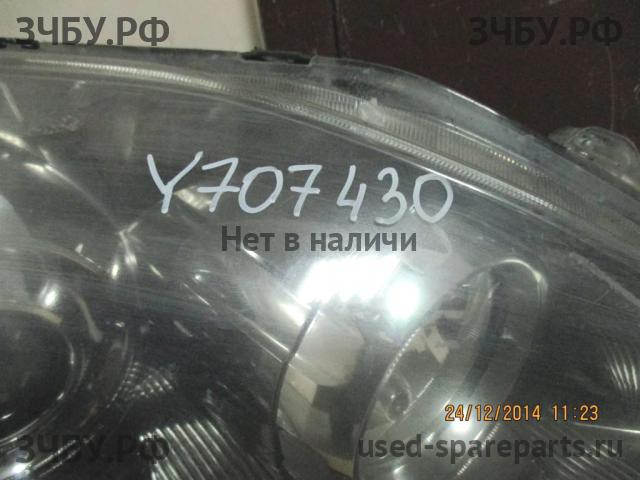 ЗЧБУ.РФ ЗЧБУ.РФ
Y707430
Нет в наличи
24/12/2014 11:23
ЗЧБУ.РФ used-spareparts.ru